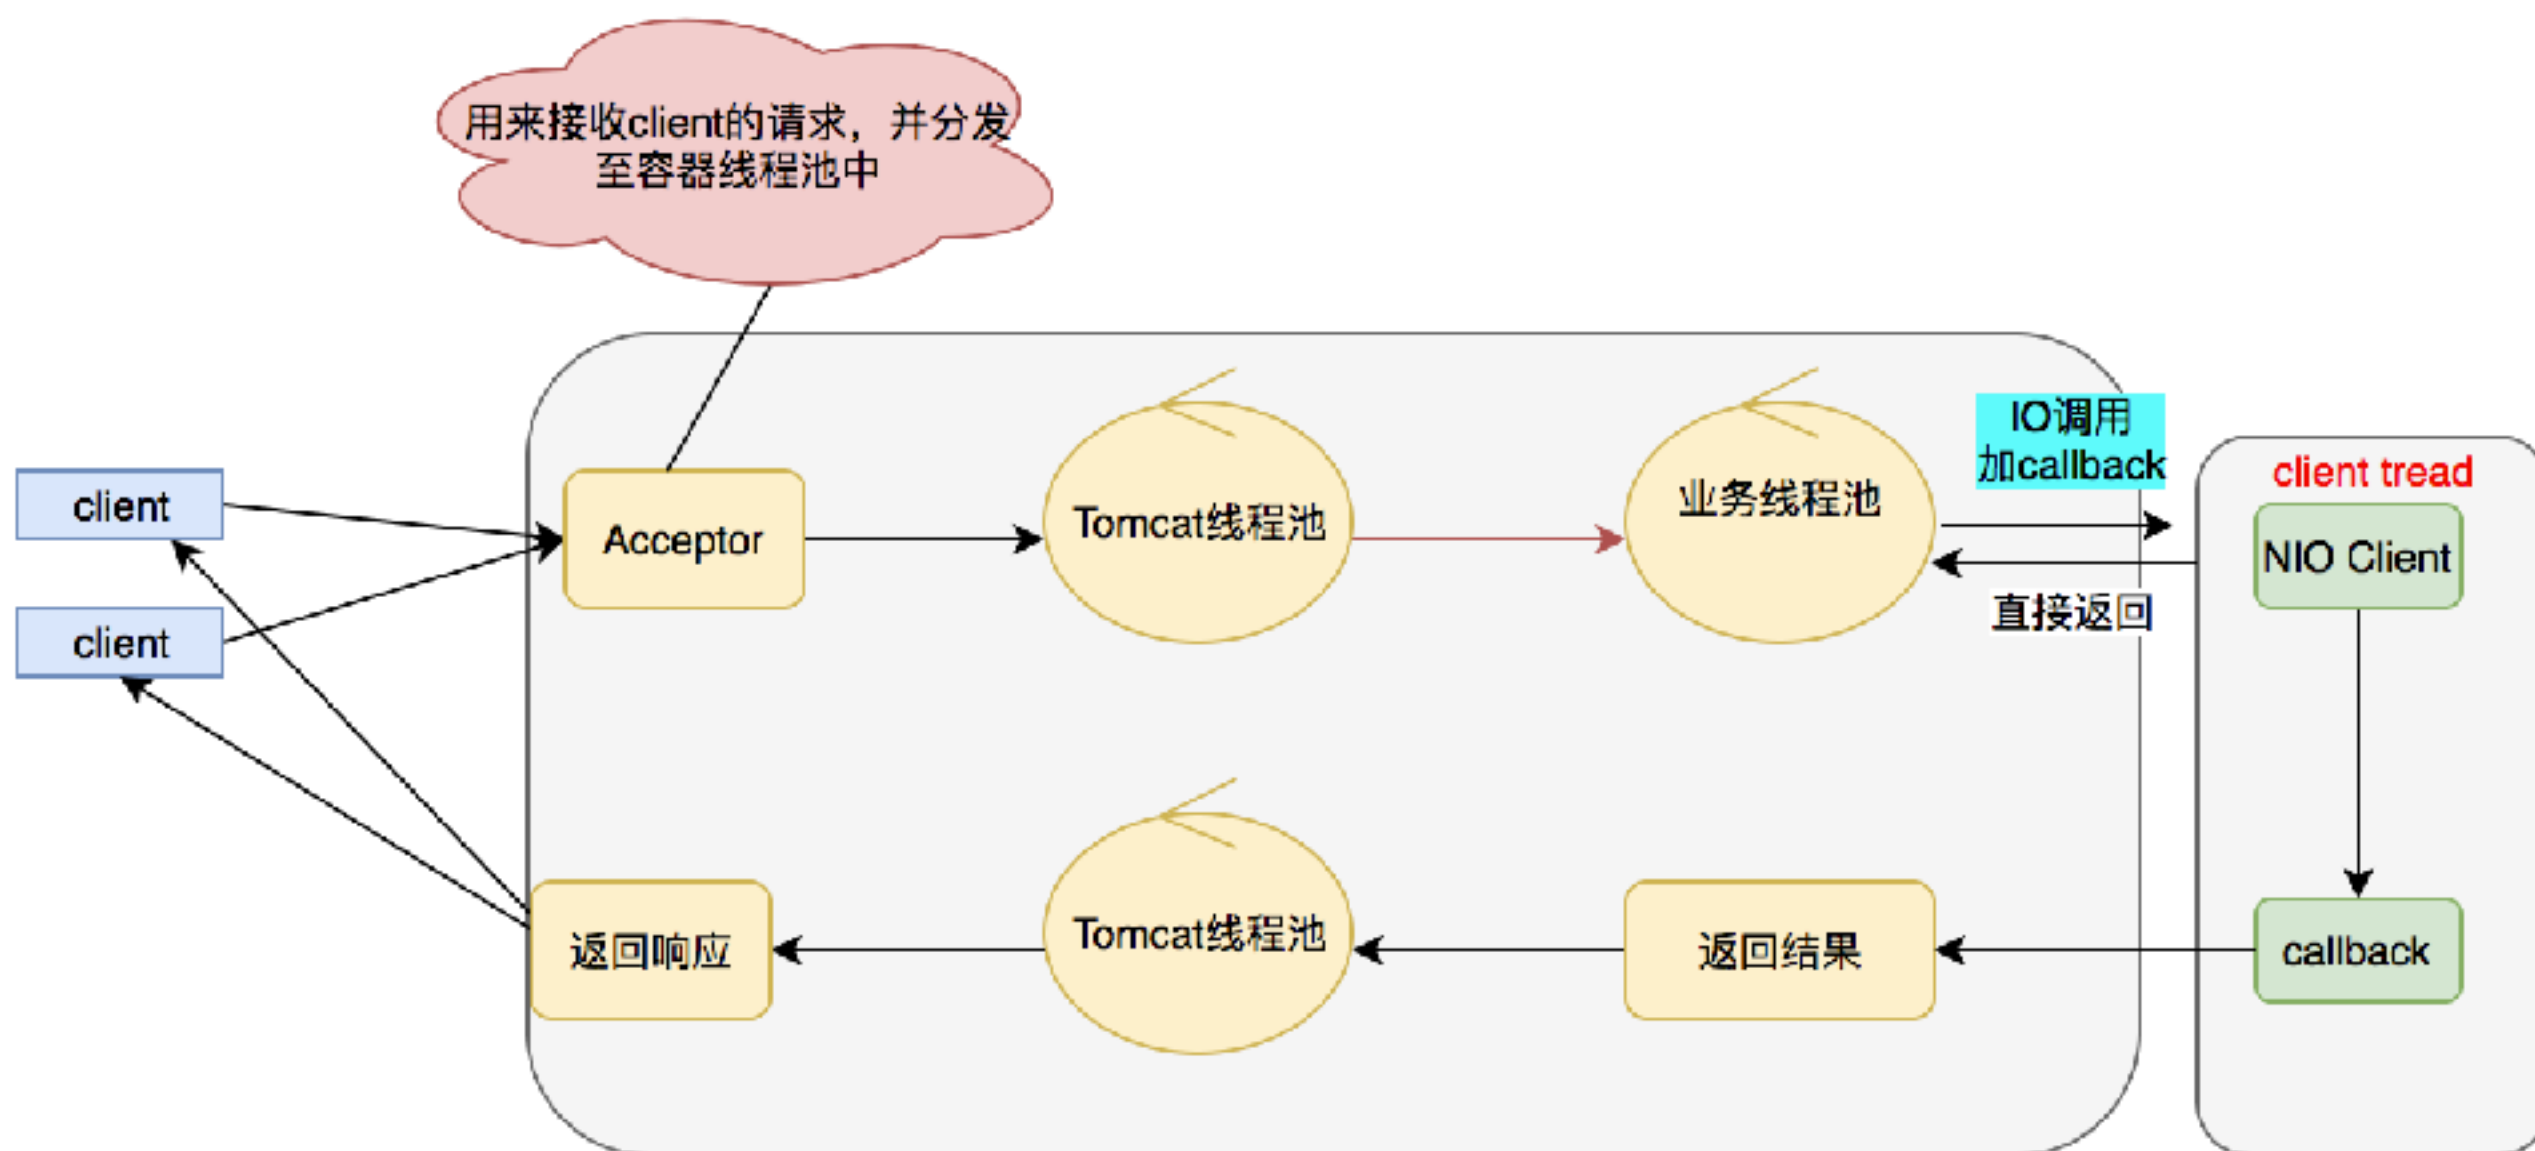 用来接收client的请求，并分发
至容器线程池中
IO调用
加callback
client tread
client
Acceptor
Tomcat线程池
业务线程池
NIO Client
直接返回
client
返回响应
Tomcat线程池
返回结果
callback